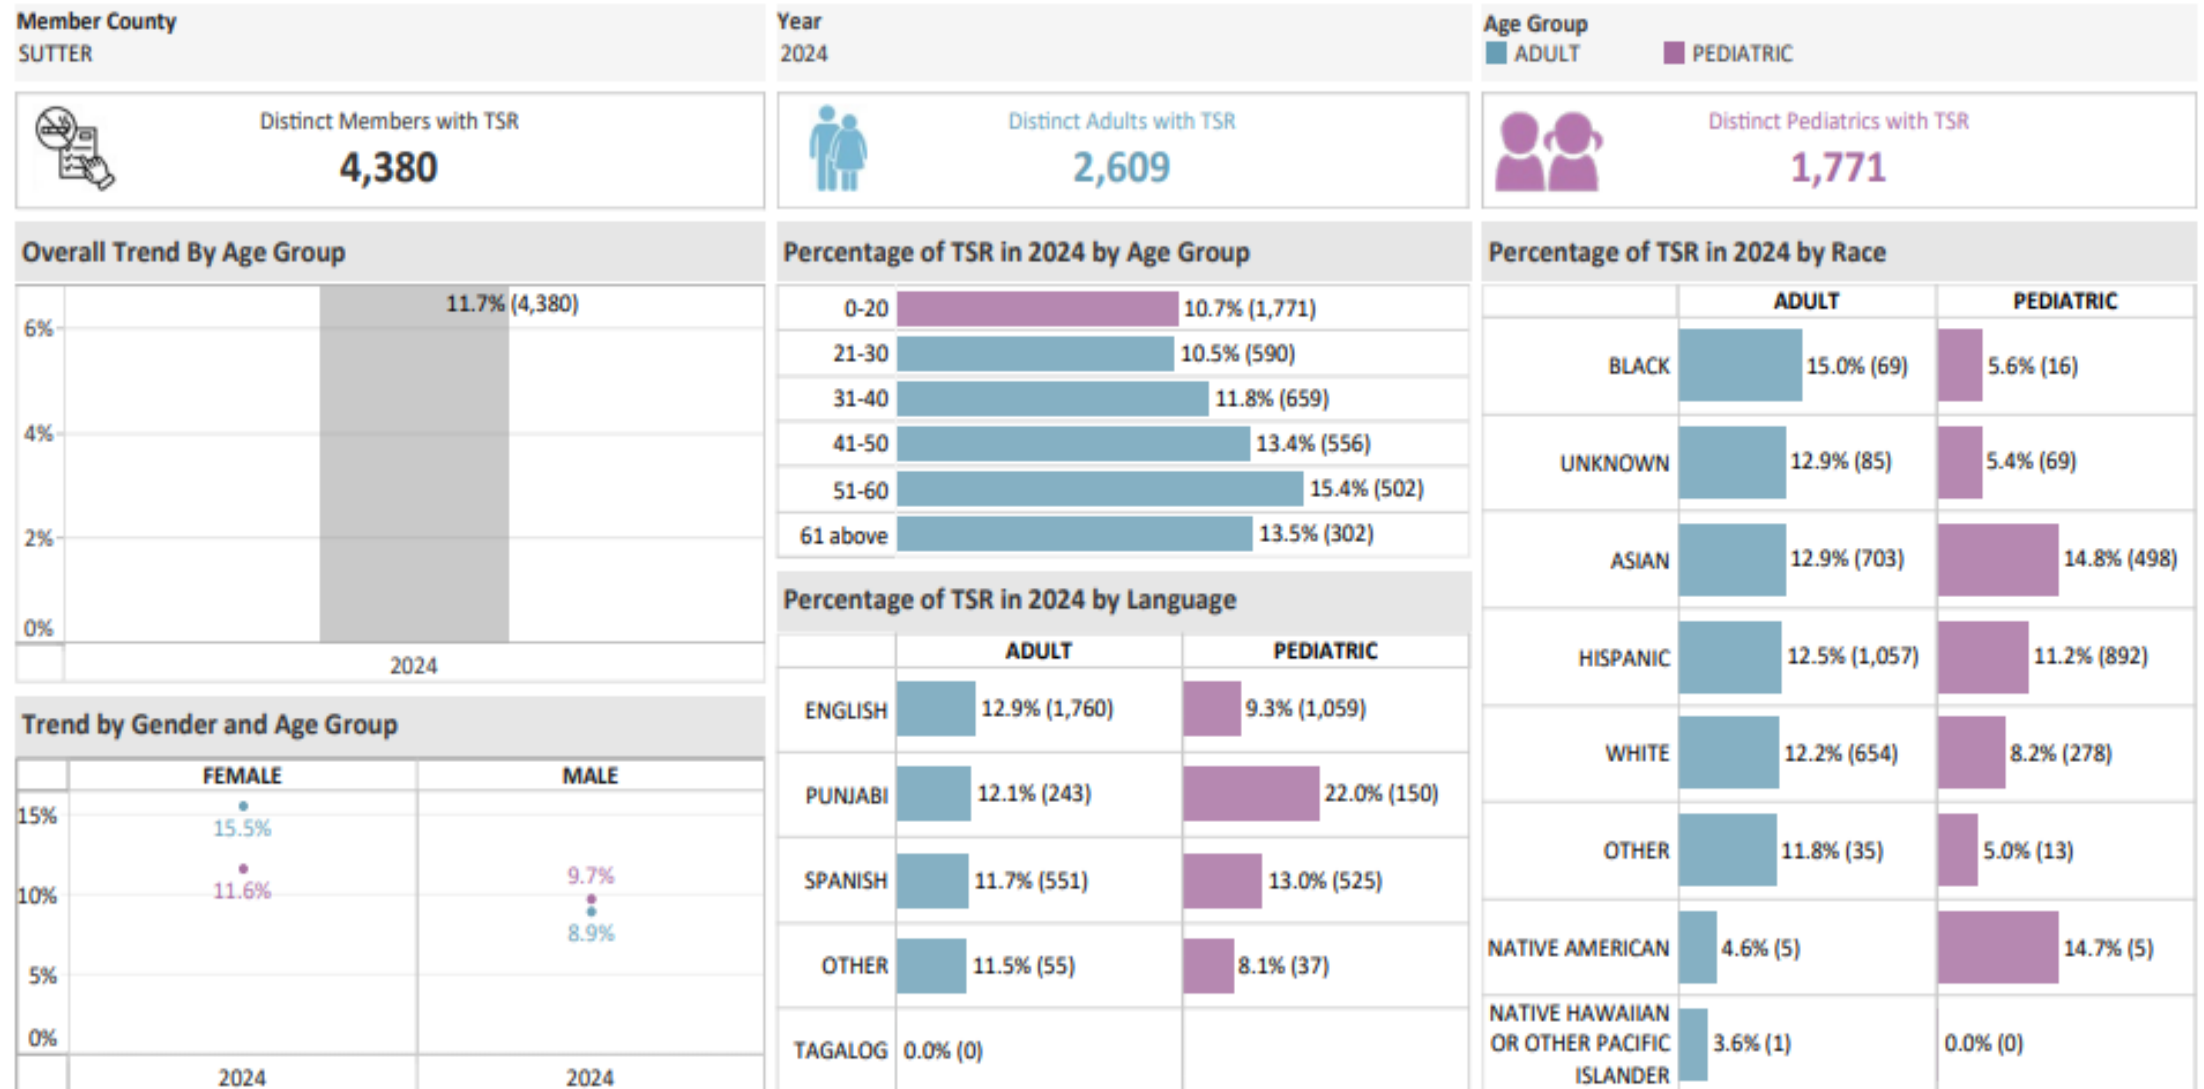 Member County
SUTTER
Year
2024
Age Group
ADULT
PEDIATRIC
Distinct Members with TSR
4,380
Distinct Adults with TSR
2,609
Distinct Pediatrics with TSR
1,771
Overall Trend By Age Group
11.7% (4,380)
6%
4%
2%
0%
2024
Trend by Gender and Age Group
FEMALE
MALE
15%
10%
5%
0%
15.5%
11.6%
9.7%
8.9%
2024
2024
Percentage of TSR in 2024 by Age Group
0-20 10.7% (1,771)
21-30 10.5% (590)
31-40 11.8% (659)
41-50 13.4% (556)
51-60 15.4% (502)
61 above 13.5% (302)
Percentage of TSR in 2024 by Language
ADULT PEDIATRIC
ENGLISH 12.9% (1,760) 9.3% (1,059)
PUNJABI 12.1% (243) 22.0% (150)
SPANISH 11.7% (551) 13.0% (525)
OTHER 11.5% (55) 8.1% (37)
TAGALOG 0.0% (0)
Percentage of TSR in 2024 by Race
ADULT PEDIATRIC
BLACK 15.0% (69) 5.6% (16)
UNKNOWN 12.9% (85) 5.4% (69)
ASIAN 12.9% (703) 14.8% (498)
HISPANIC 12.5% (1,057) 11.2% (892)
WHITE 12.2% (654) 8.2% (278)
OTHER 11.8% (35) 5.0% (13)
NATIVE AMERICAN 4.6% (5) 14.7% (5)
NATIVE HAWAIIAN
OR OTHER PACIFIC 3.6% (1) 0.0% (0)
ISLANDER